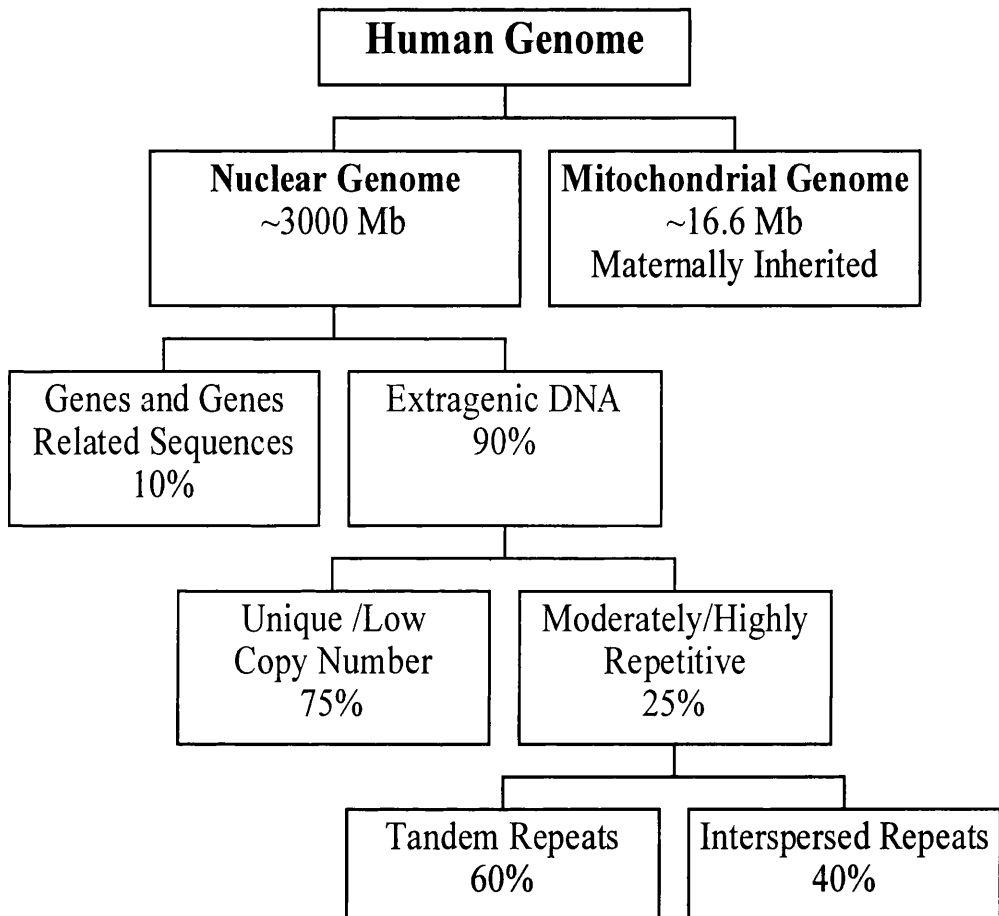 Human Genome
Nuclear Genome
~3000 Mb
Mitochondrial Genome
~16.6 Mb
Maternally Inherited
Genes and Genes
Related Sequences
10%
Extragenic DNA
90%
Unique /Low
Copy Number
75%
Moderately/Highly
Repetitive
25%
Tandem Repeats
60%
Interspersed Repeats
40%